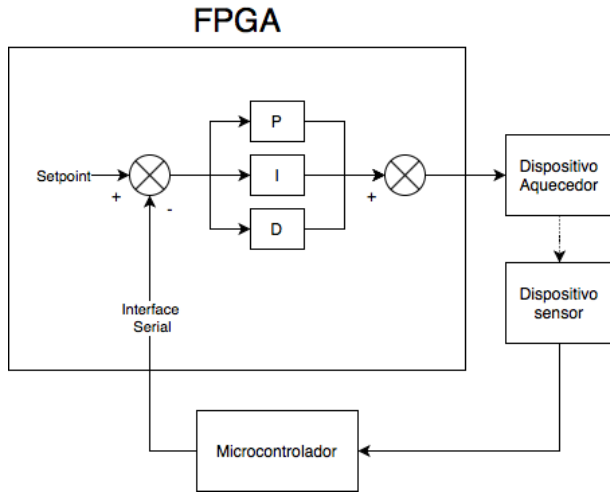 FPGA
P
Setpoint
+
-
I
+
D
Dispositivo
Aquecedor
Interface
Serial
Dispositivo
sensor
Microcontrolador